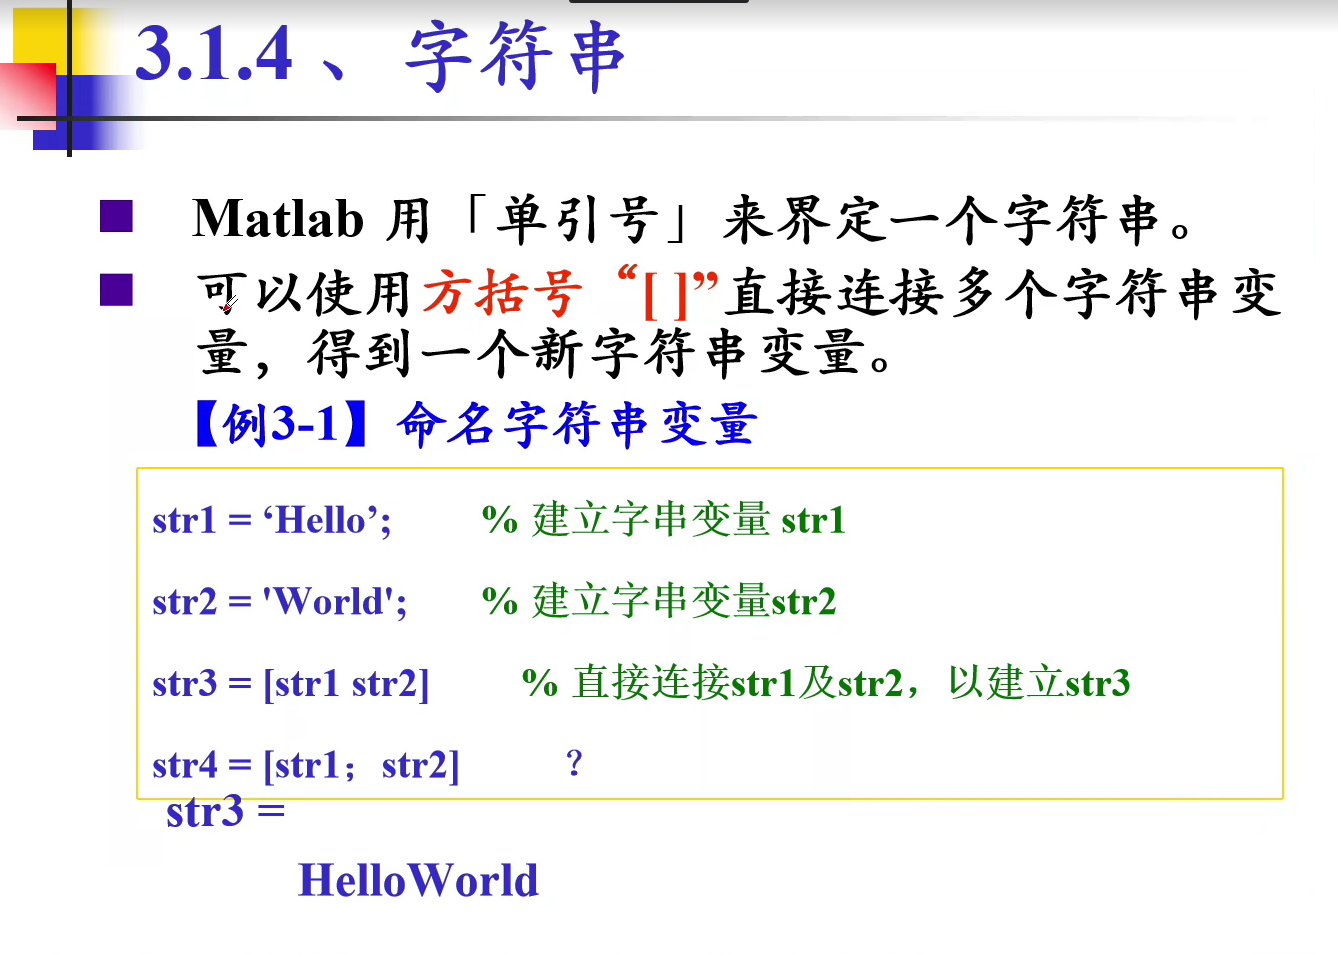 3.1.4 、字符串
Matlab 用「单引号」来界定一个字符串。
可以使用方括号“[ ]”直接连接多个字符串变
量，得到一个新字符串变量。
【例3-1】命名字符串变量
str1 = ‘Hello’; % 建立字串变量 str1
str2 = 'World'; % 建立字串变量str2
str3 = [str1 str2] % 直接连接str1及str2，以建立str3
str4 = [str1；str2] ？
str3 =
HelloWorld